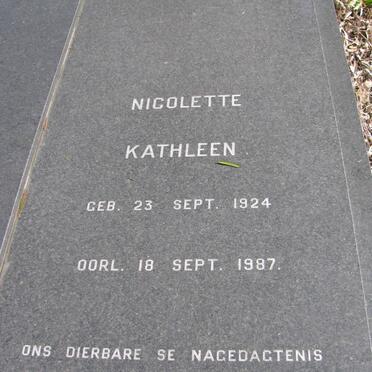 NICOLETTE
KATHLEEN
GEB. 23 SEPT. 1924
OORL. 18 SEPT. 1987.
ONS DIERBARE SE NAGEDAGTENIS